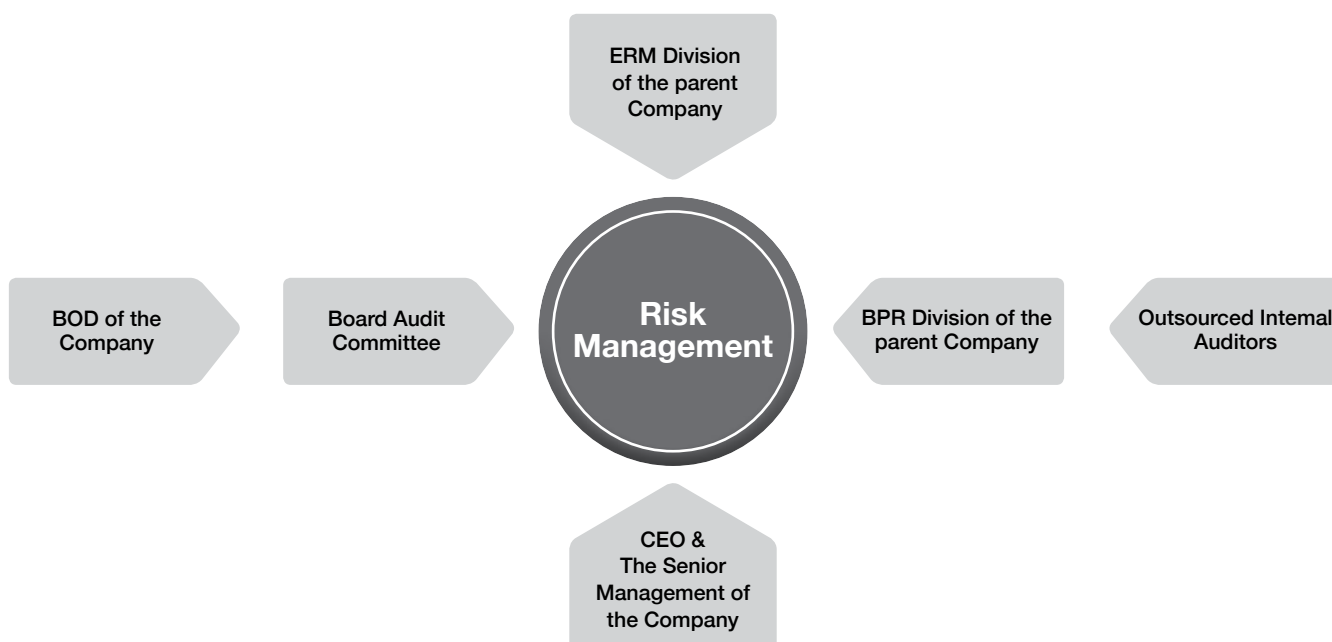 ERM Division
of the parent
Company
BOD of the
Company
Board Audit
Committee
Risk
Management
BPR Division of the
parent Company
Outsourced Internal
Auditors
CEO &
The Senior
Management of
the Company